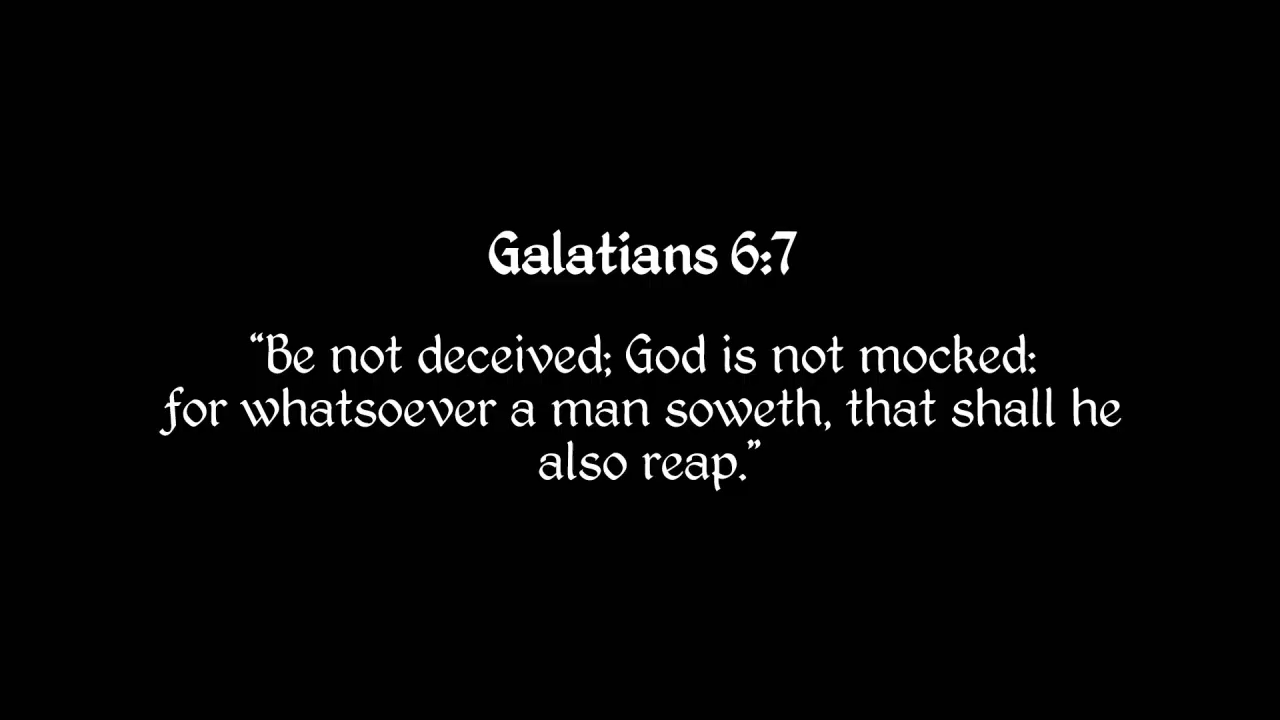 Galatians 6:7
“Be not deceived; God is not mocked:
for whatsoever a man soweth, that shall he
also reap.”